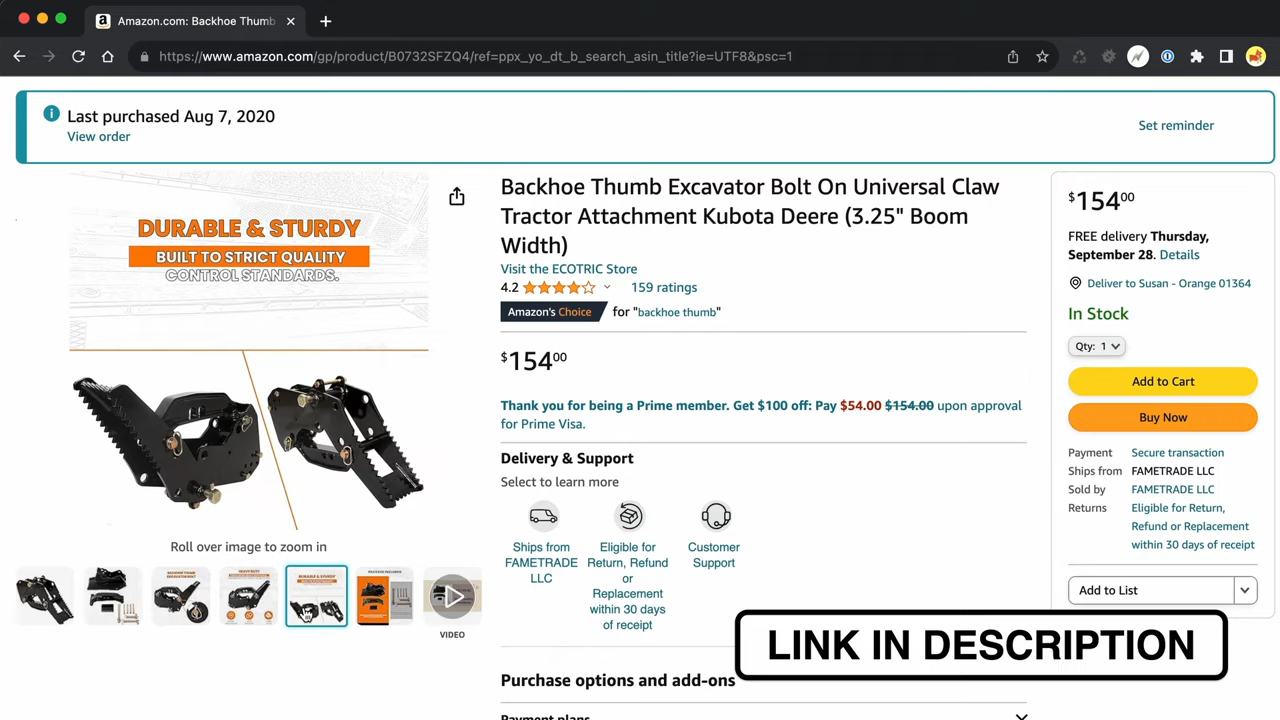 Amazon.com: Backhoe Thumb
https://www.amazon.com/gp/product/B0732SFZQ4/ref=ppx_yo_dt_b_search_asin_title?ie=UTF8&psc=1
Last purchased Aug 7, 2020
View order
Set reminder
DURABLE & STURDY
BUILT TO STRICT QUALITY
CONTROL STANDARDS.
Roll over image to zoom in
VIDEO
Backhoe Thumb Excavator Bolt On Universal Claw
Tractor Attachment Kubota Deere (3.25" Boom
Width)
Visit the ECOTRIC Store
4.2 159 ratings
Amazon's Choice for "backhoe thumb"
$15400
Thank you for being a Prime member. Get $100 off: Pay $54.00 $154.00 upon approval
for Prime Visa.
Delivery & Support
Select to learn more
Ships from
FAMETRADE
LLC
Eligible for
Return, Refund
or
Replacement
within 30 days
of receipt
Customer
Support
Purchase options and add-ons
Payment plans
$15400
FREE delivery Thursday,
September 28. Details
Deliver to Susan - Orange 01364
In Stock
Qty: 1
Add to Cart
Buy Now
Payment Secure transaction
Ships from FAMETRADE LLC
Sold by FAMETRADE LLC
Returns Eligible for Return,
Refund or Replacement
within 30 days of receipt
Add to List
LINK IN DESCRIPTION